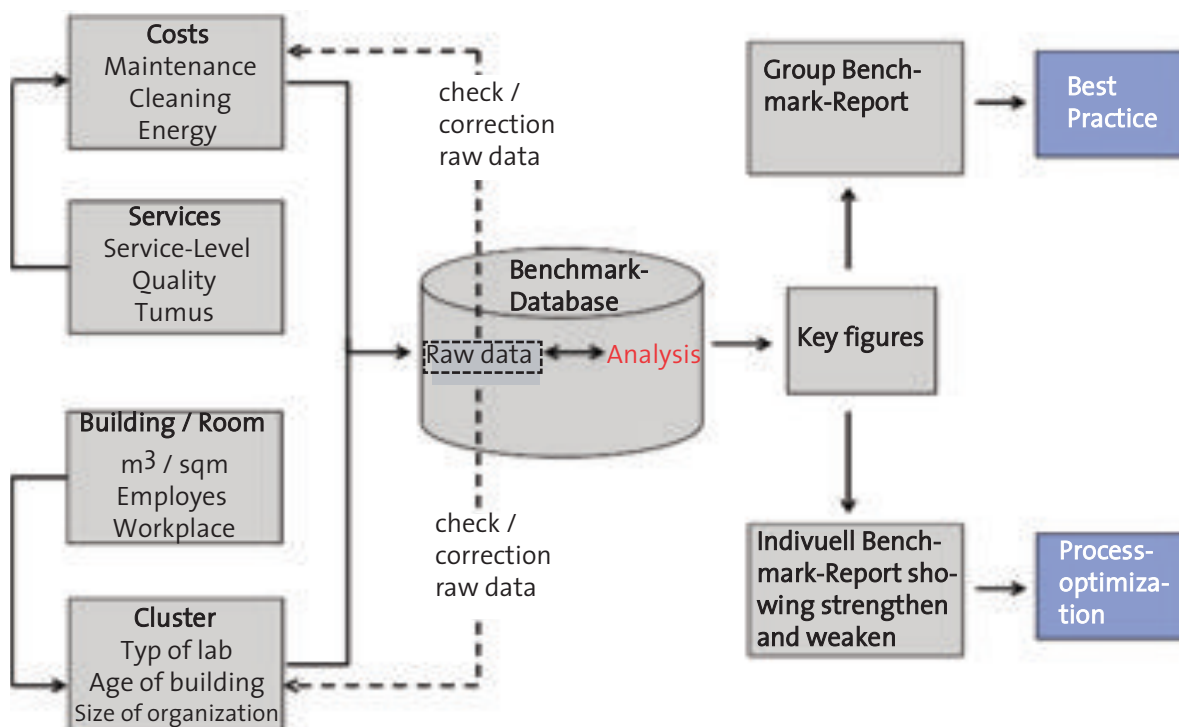 Costs
Maintenance
Cleaning
Energy
Services
Service-Level
Quality
Tumus
Building / Room
m³ / sqm
Employes
Workplace
Cluster
Typ of lab
Age of building
Size of organization
check /
correction
raw data
Benchmark-
Database
Raw data
Analysis
check /
correction
raw data
Group Bench-
mark-Report
Best
Practice
Key figures
Indivuell Bench-
mark-Report sho-
wing strengthen
and weaken
Process-
optimiza-
tion